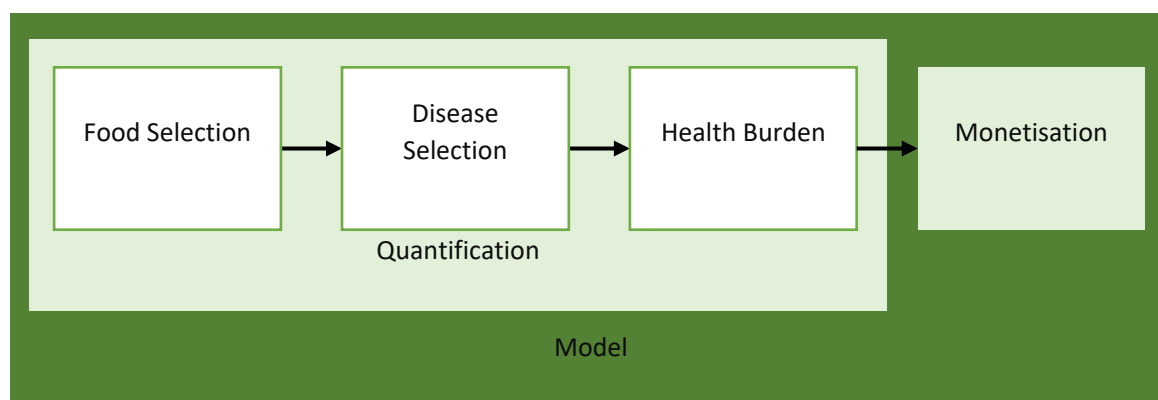 Food Selection
Disease
Selection
Health Burden
Monetisation
Quantification
Model